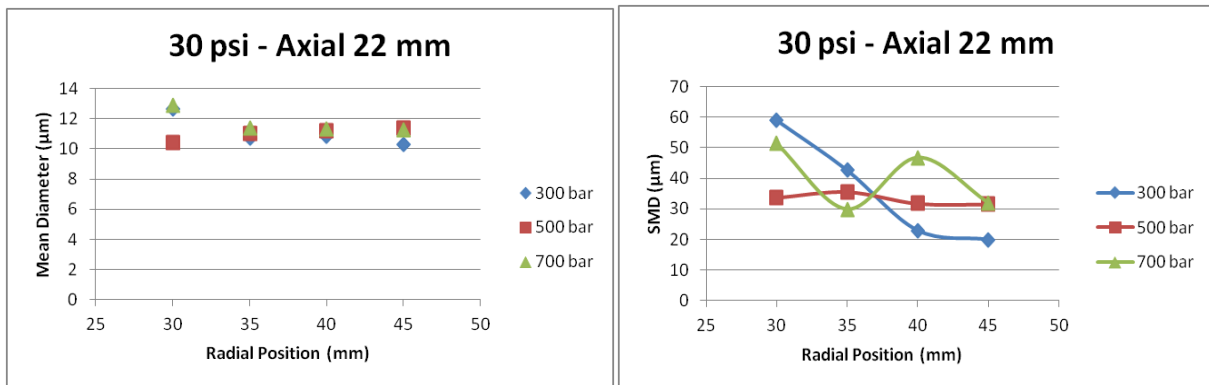 30 psi - Axial 22 mm
Mean Diameter (µm)
14
12
10
8
6
4
2
0
25 30 35 40 45 50
Radial Position (mm)
300 bar
500 bar
700 bar
30 psi - Axial 22 mm
SMD (µm)
70
60
50
40
30
20
10
0
25 30 35 40 45 50
Radial Position (mm)
300 bar
500 bar
700 bar